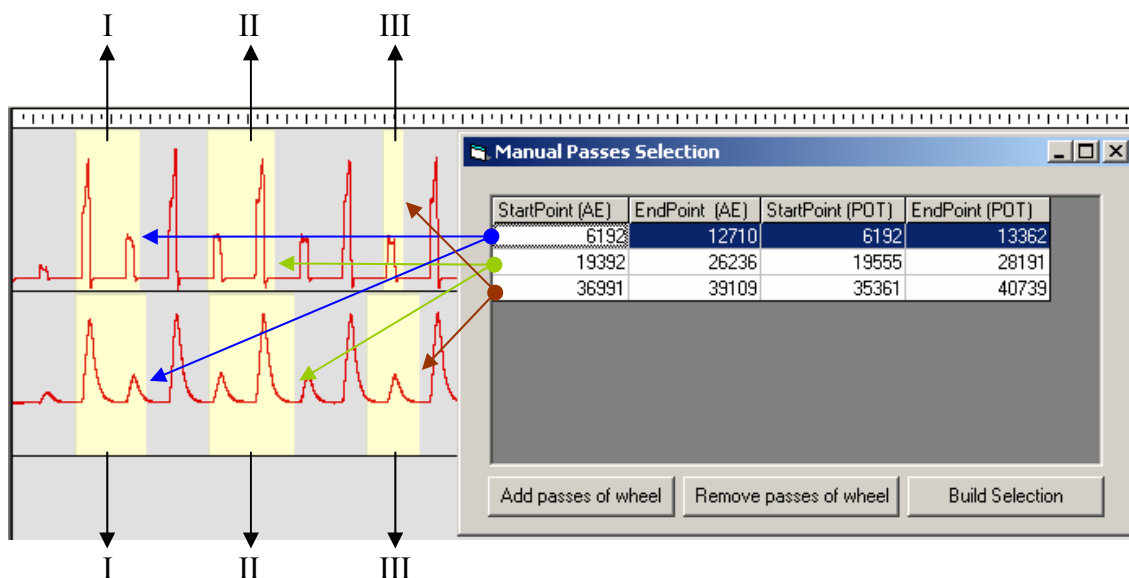 I II III
Manual Passes Selection
StartPoint (AE) EndPoint (AE) StartPoint (POT) EndPoint (POT)
6192 12710 6192 13362
19392 26236 19555 28191
36991 39109 35361 40739
Add passes of wheel Remove passes of wheel Build Selection
I II III